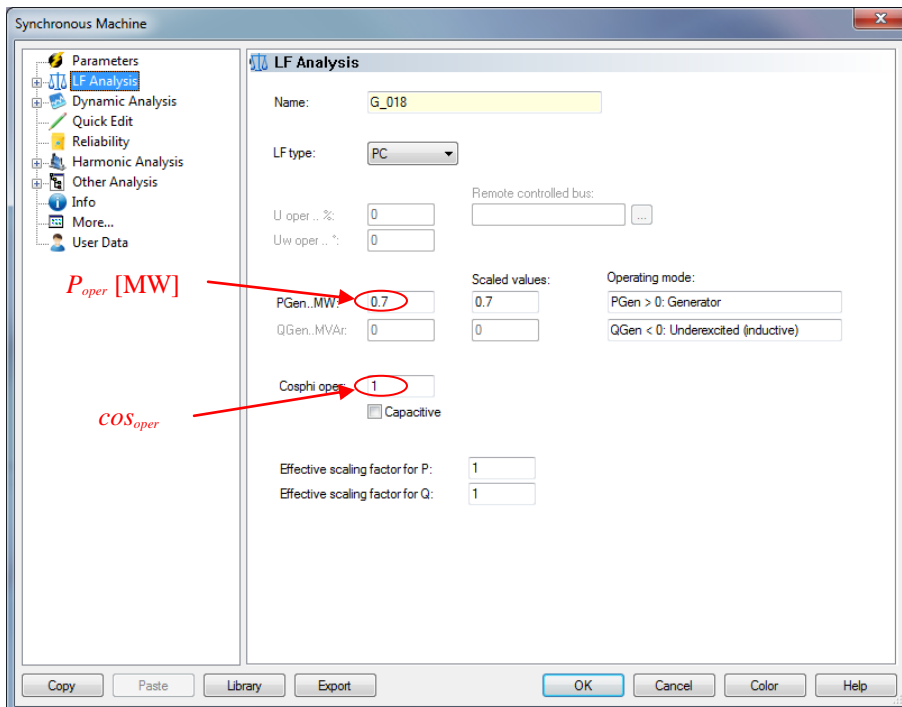 Synchronous Machine
Parameters
LF Analysis
Dynamic Analysis
Quick Edit
Reliability
Harmonic Analysis
Other Analysis
Info
More...
User Data
LF Analysis
Name: G_018
LF type: PC
Remote controlled bus:
U oper .. %: 0 ...
Uw oper .. °: 0
Scaled values: Operating mode:
P oper [MW]
PGen..MW: 0.7 0.7 PGen > 0: Generator
QGen..MVAr: 0 0 QGen < 0: Underexcited (inductive)
Cosphi oper: 1
Capacitive
cos oper
Effective scaling factor for P: 1
Effective scaling factor for Q: 1
Copy Paste Library Export OK Cancel Color Help